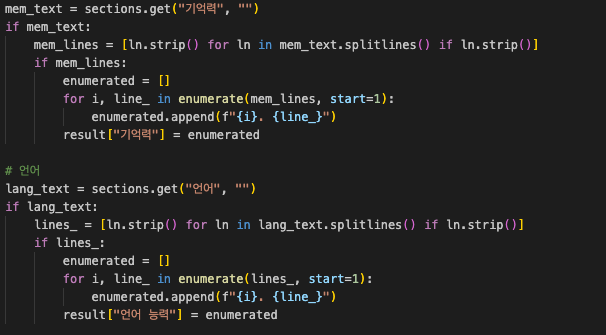 mem_text = sections.get("기억력", "")
if mem_text:
    mem_lines = [ln.strip() for ln in mem_text.splitlines() if ln.strip()]
    if mem_lines:
        enumerated = []
        for i, line_ in enumerate(mem_lines, start=1):
            enumerated.append(f"{i}. {line_}")
        result["기억력"] = enumerated

# 언어
lang_text = sections.get("언어", "")
if lang_text:
    lines_ = [ln.strip() for ln in lang_text.splitlines() if ln.strip()]
    if lines_:
        enumerated = []
        for i, line_ in enumerate(lines_, start=1):
            enumerated.append(f"{i}. {line_}")
        result["언어 능력"] = enumerated